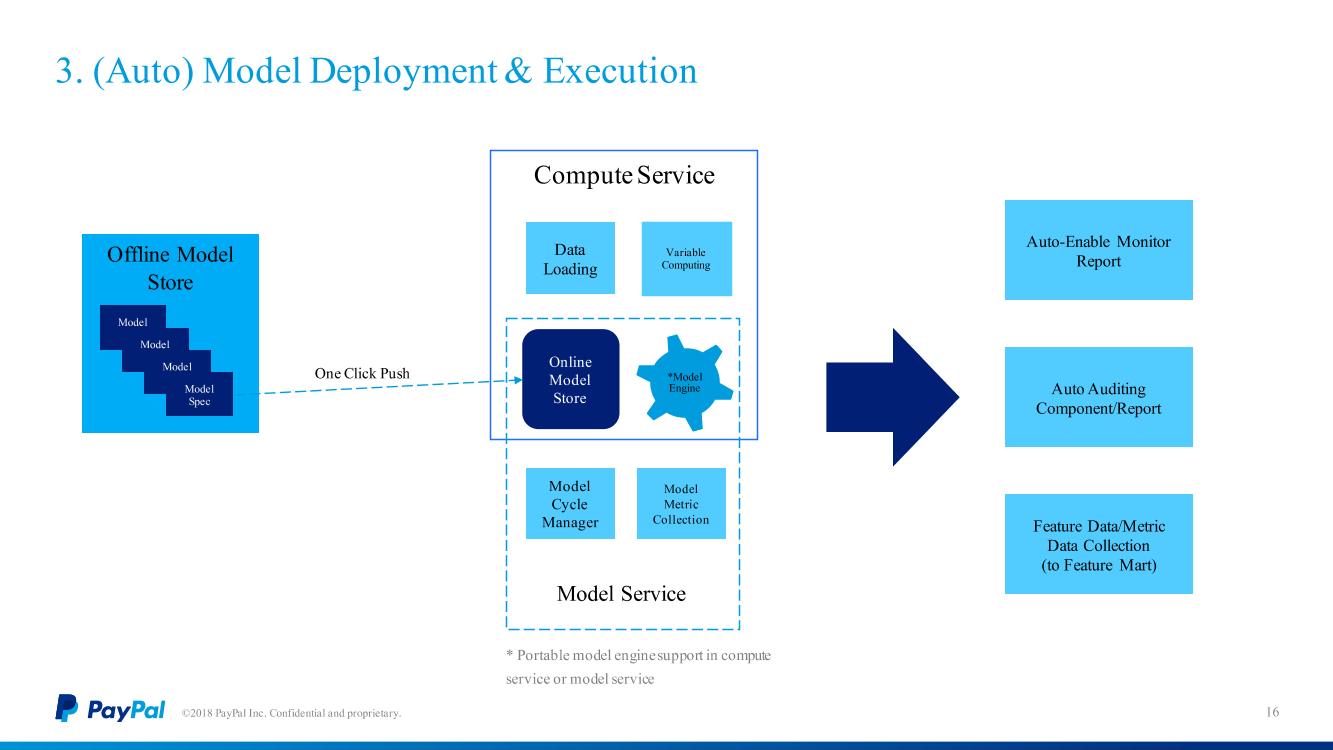 3. (Auto) Model Deployment & Execution
Offline Model
Store
Model
Model
Model
Model
Spec
One Click Push
Compute Service
Data
Loading
Variable
Computing
Online
Model
Store
*Model
Engine
Model
Cycle
Manager
Model
Metric
Collection
Model Service
* Portable model engine support in compute
service or model service
Auto-Enable Monitor
Report
Auto Auditing
Component/Report
Feature Data/Metric
Data Collection
(to Feature Mart)
PayPal
©2018 PayPal Inc. Confidential and proprietary.
16